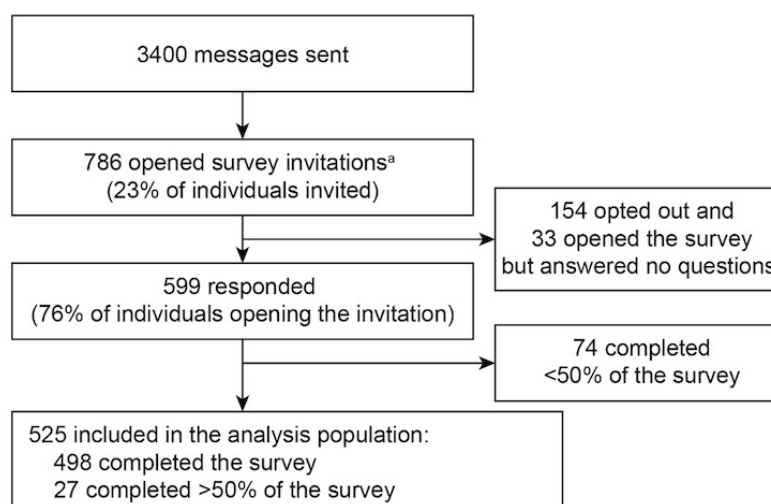 3400 messages sent
786 opened survey invitationsᵃ
(23% of individuals invited)
154 opted out and
33 opened the survey
but answered no questions
599 responded
(76% of individuals opening the invitation)
74 completed
<50% of the survey
525 included in the analysis population:
498 completed the survey
27 completed >50% of the survey